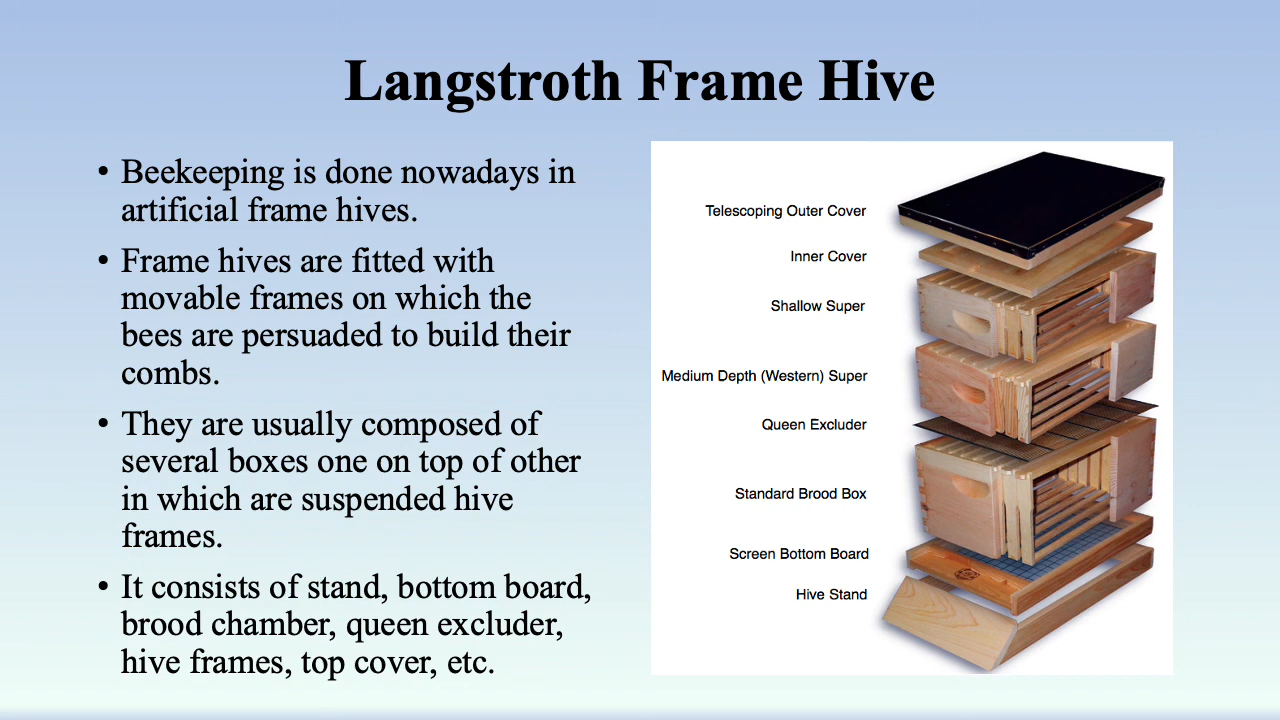 Langstroth Frame Hive
• Beekeeping is done nowadays in
artificial frame hives.
• Frame hives are fitted with
movable frames on which the
bees are persuaded to build their
combs.
• They are usually composed of
several boxes one on top of other
in which are suspended hive
frames.
• It consists of stand, bottom board,
brood chamber, queen excluder,
hive frames, top cover, etc.
Telescoping Outer Cover
Inner Cover
Shallow Super
Medium Depth (Western) Super
Queen Excluder
Standard Brood Box
Screen Bottom Board
Hive Stand